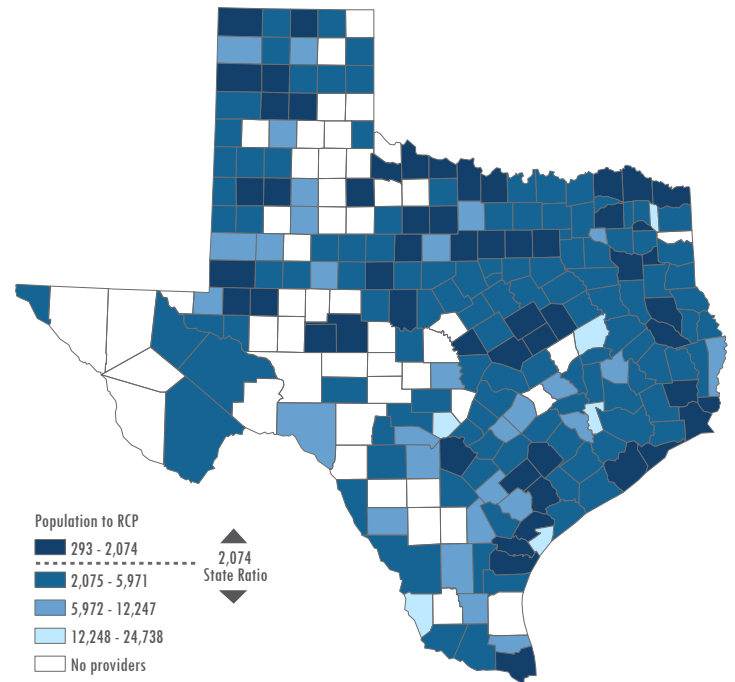 Population to RCP
293 - 2,074
2,074
State Ratio
2,075 - 5,971
5,972 - 12,247
12,248 - 24,738
No providers